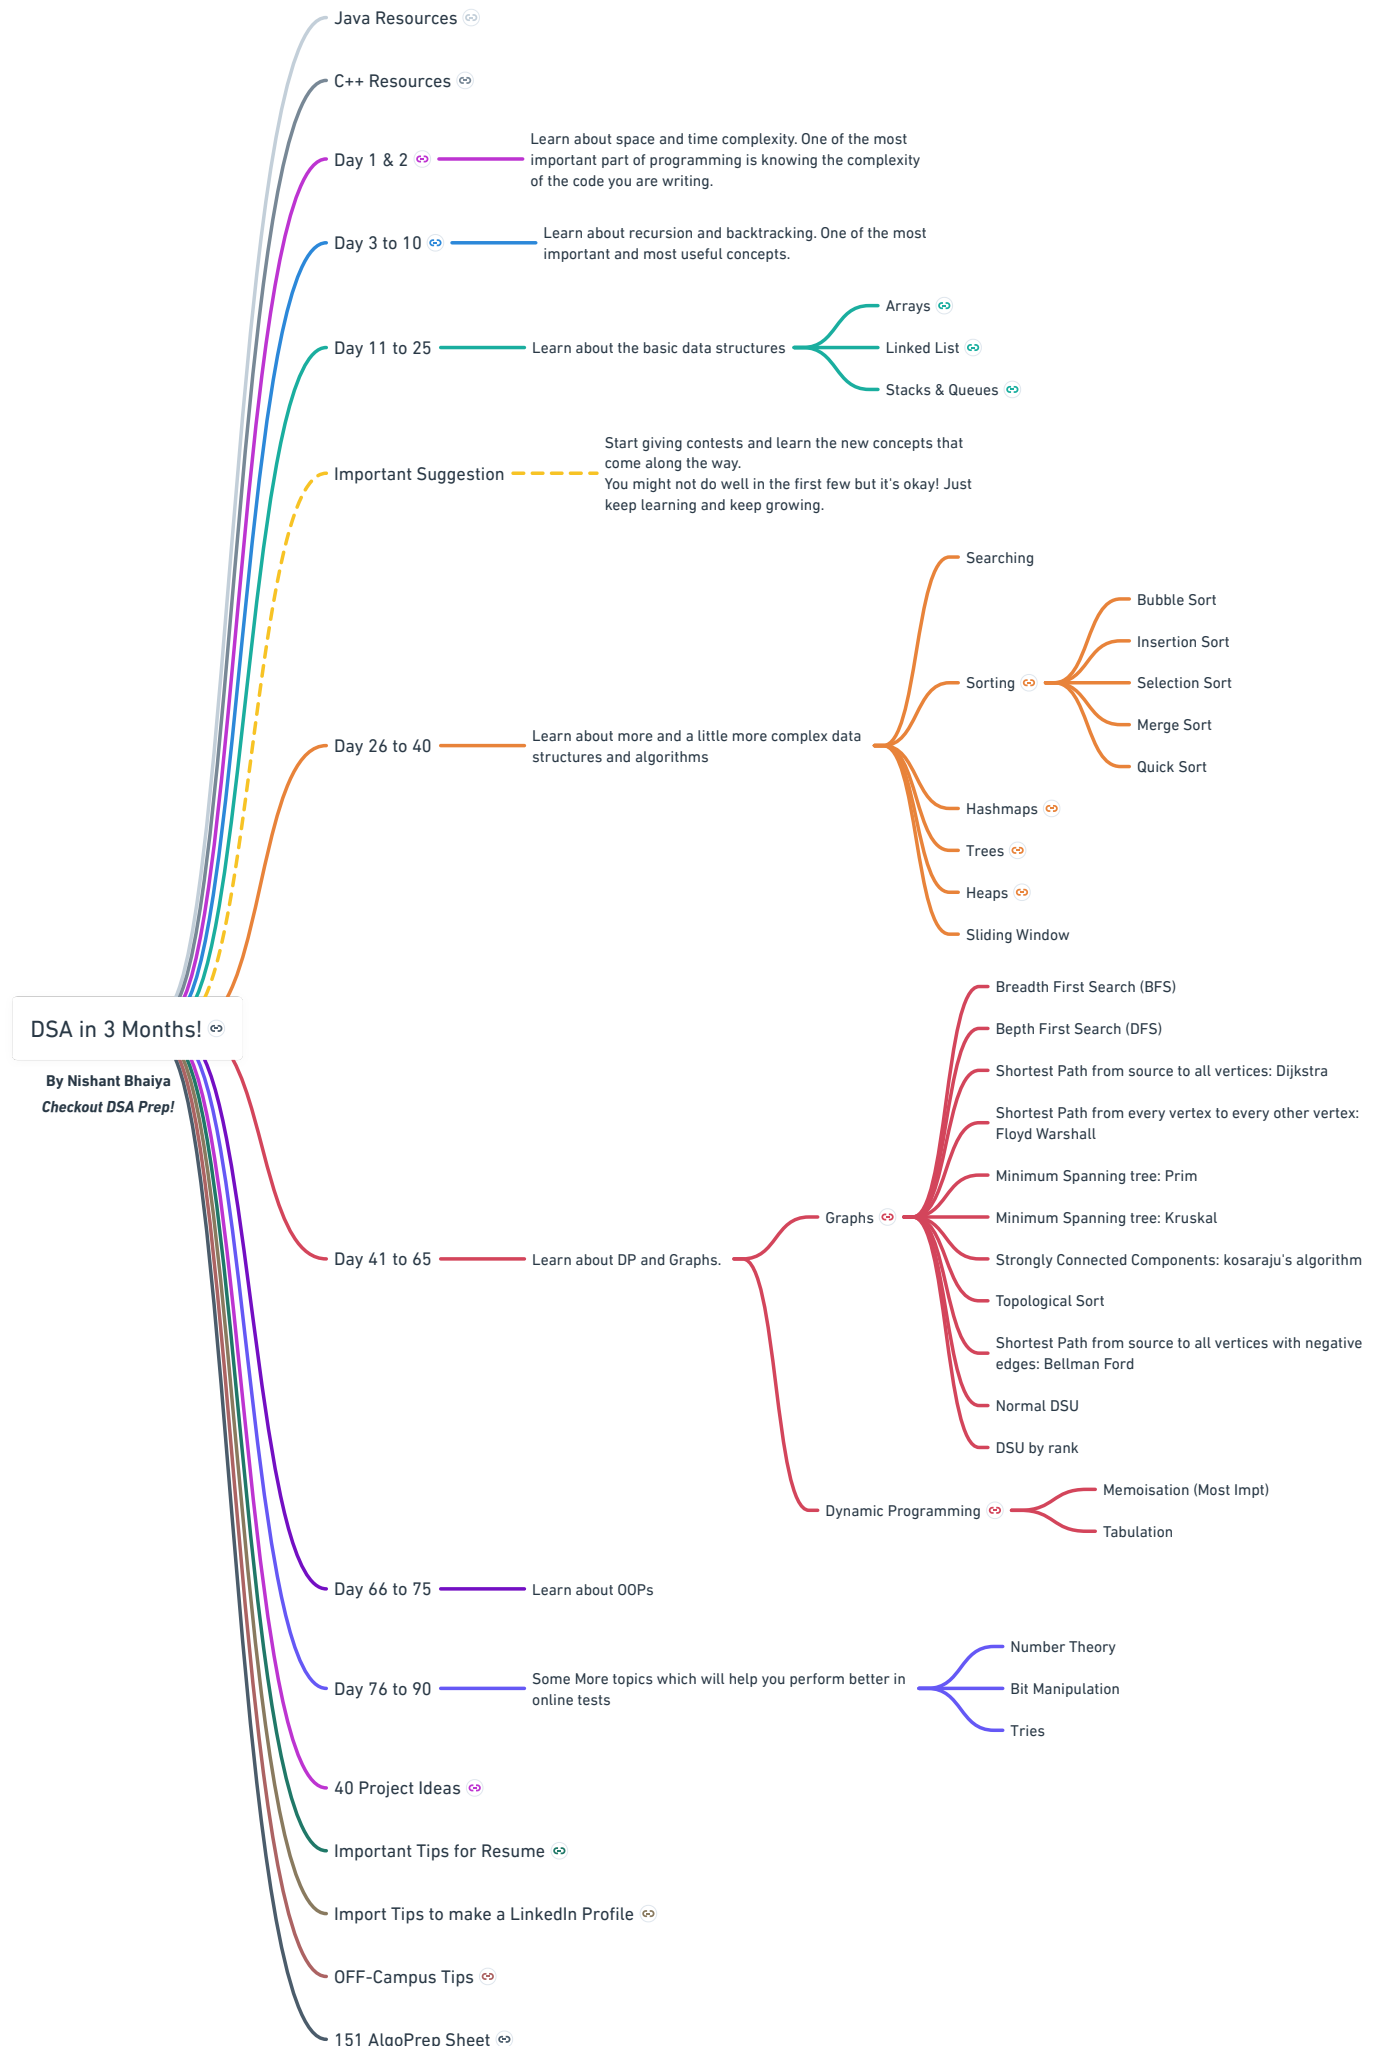 Java Resources
C++ Resources
Day 1 & 2
Learn about space and time complexity. One of the most
important part of programming is knowing the complexity
of the code you are writing.
Day 3 to 10
Learn about recursion and backtracking. One of the most
important and most useful concepts.
Day 11 to 25
Learn about the basic data structures
Arrays
Linked List
Stacks & Queues
Important Suggestion
Start giving contests and learn the new concepts that
come along the way.
You might not do well in the first few but it's okay! Just
keep learning and keep growing.
Day 26 to 40
Learn about more and a little more complex data
structures and algorithms
Searching
Sorting
Bubble Sort
Insertion Sort
Selection Sort
Merge Sort
Quick Sort
Hashmaps
Trees
Heaps
Sliding Window
DSA in 3 Months!
By Nishant Bhaiya
Checkout DSA Prep!
Day 41 to 65
Learn about DP and Graphs.
Graphs
Breadth First Search (BFS)
Bepth First Search (DFS)
Shortest Path from source to all vertices: Dijkstra
Shortest Path from every vertex to every other vertex:
Floyd Warshall
Minimum Spanning tree: Prim
Minimum Spanning tree: Kruskal
Strongly Connected Components: kosaraju's algorithm
Topological Sort
Shortest Path from source to all vertices with negative
edges: Bellman Ford
Normal DSU
DSU by rank
Dynamic Programming
Memoisation (Most Impt)
Tabulation
Day 66 to 75
Learn about OOPs
Day 76 to 90
Some More topics which will help you perform better in
online tests
Number Theory
Bit Manipulation
Tries
40 Project Ideas
Important Tips for Resume
Import Tips to make a LinkedIn Profile
OFF-Campus Tips
151 AlgoPrep Sheet